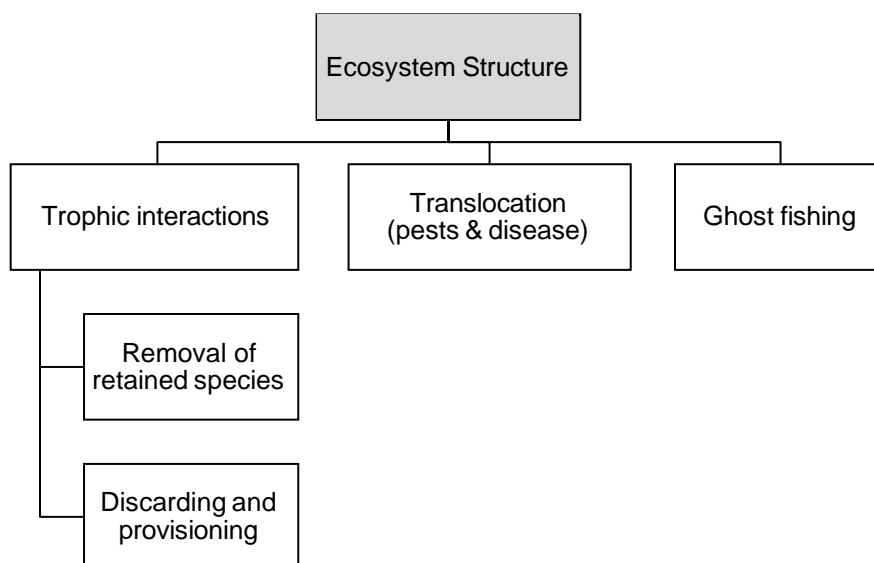 Ecosystem Structure
Trophic interactions
Translocation
(pests & disease)
Ghost fishing
Removal of
retained species
Discarding and
provisioning